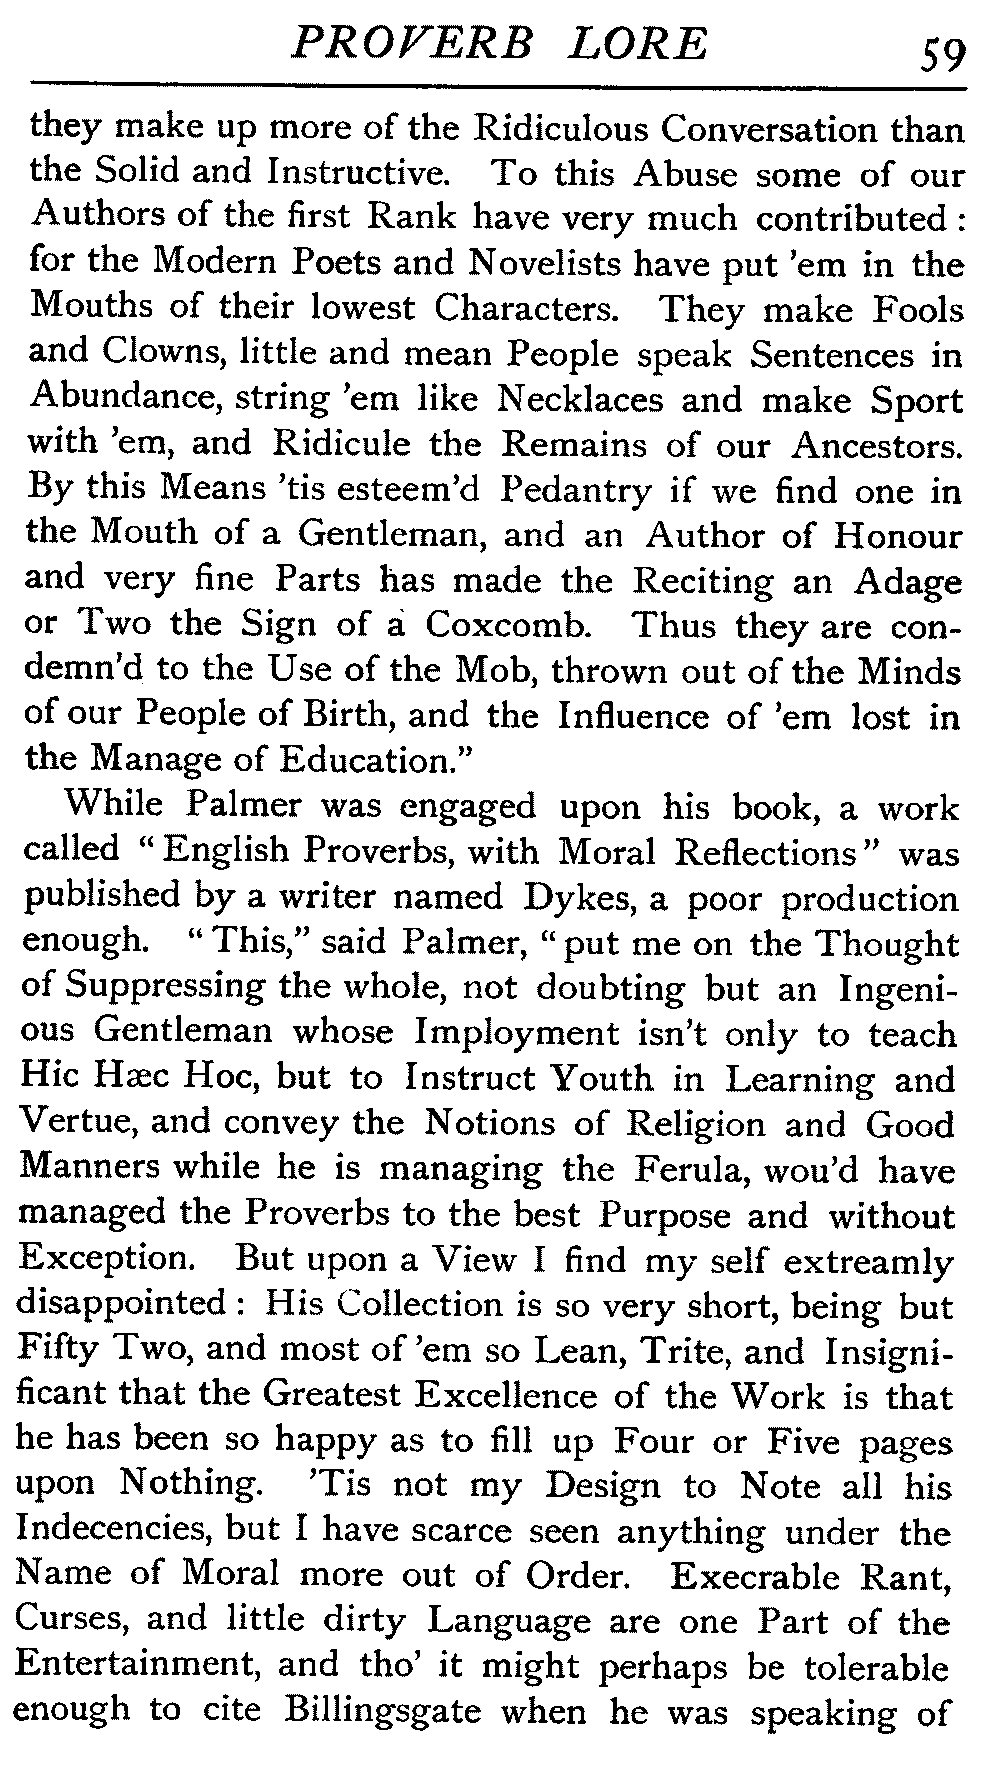 PROVERB LORE 59
they make up more of the Ridiculous Conversation than
the Solid and Instructive. To this Abuse some of our
Authors of the first Rank have very much contributed :
for the Modern Poets and Novelists have put ’em in the
Mouths of their lowest Characters. They make Fools
and Clowns, little and mean People speak Sentences in
Abundance, string ’em like Necklaces and make Sport
with ’em, and Ridicule the Remains of our Ancestors.
By this Means ’tis esteem’d Pedantry if we find one in
the Mouth of a Gentleman, and an Author of Honour
and very fine Parts has made the Reciting an Adage
or Two the Sign of a Coxcomb. Thus they are con-
demn’d to the Use of the Mob, thrown out of the Minds
of our People of Birth, and the Influence of ’em lost in
the Manage of Education.”
While Palmer was engaged upon his book, a work
called “ English Proverbs, with Moral Reflections ” was
published by a writer named Dykes, a poor production
enough. “ This,” said Palmer, “ put me on the Thought
of Suppressing the whole, not doubting but an Ingeni-
ous Gentleman whose Imployment isn’t only to teach
Hic Hæc Hoc, but to Instruct Youth in Learning and
Vertue, and convey the Notions of Religion and Good
Manners while he is managing the Ferula, wou’d have
managed the Proverbs to the best Purpose and without
Exception. But upon a View I find my self extreamly
disappointed : His Collection is so very short, being but
Fifty Two, and most of ’em so Lean, Trite, and Insigni-
ficant that the Greatest Excellence of the Work is that
he has been so happy as to fill up Four or Five pages
upon Nothing. ’Tis not my Design to Note all his
Indecencies, but I have scarce seen anything under the
Name of Moral more out of Order. Execrable Rant,
Curses, and little dirty Language are one Part of the
Entertainment, and tho’ it might perhaps be tolerable
enough to cite Billingsgate when he was speaking of